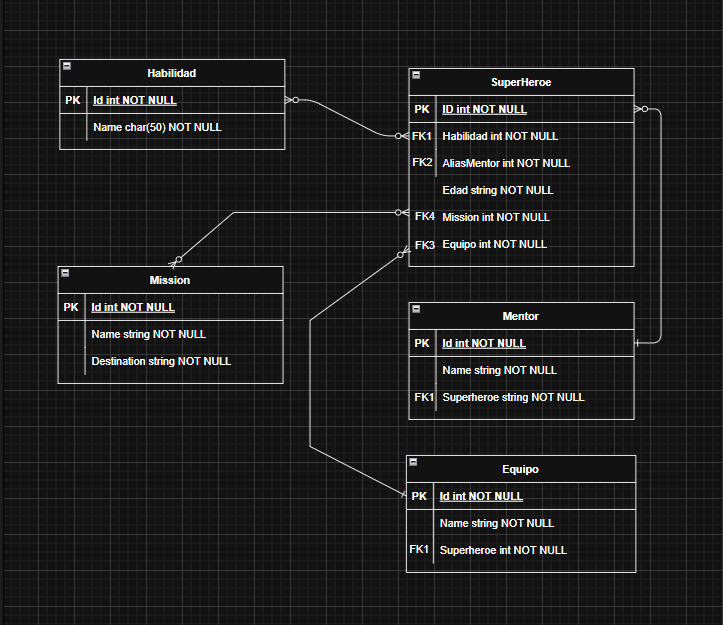 Habilidad
PK Id int NOT NULL
Name char(50) NOT NULL
SuperHeroe
PK ID int NOT NULL
FK1 Habilidad int NOT NULL
FK2 AliasMentor int NOT NULL
Edad string NOT NULL
FK4 Mission int NOT NULL
FK3 Equipo int NOT NULL
Mission
PK Id int NOT NULL
Name string NOT NULL
Destination string NOT NULL
Mentor
PK Id int NOT NULL
Name string NOT NULL
FK1 Superheroe string NOT NULL
Equipo
PK Id int NOT NULL
Name string NOT NULL
FK1 Superheroe int NOT NULL